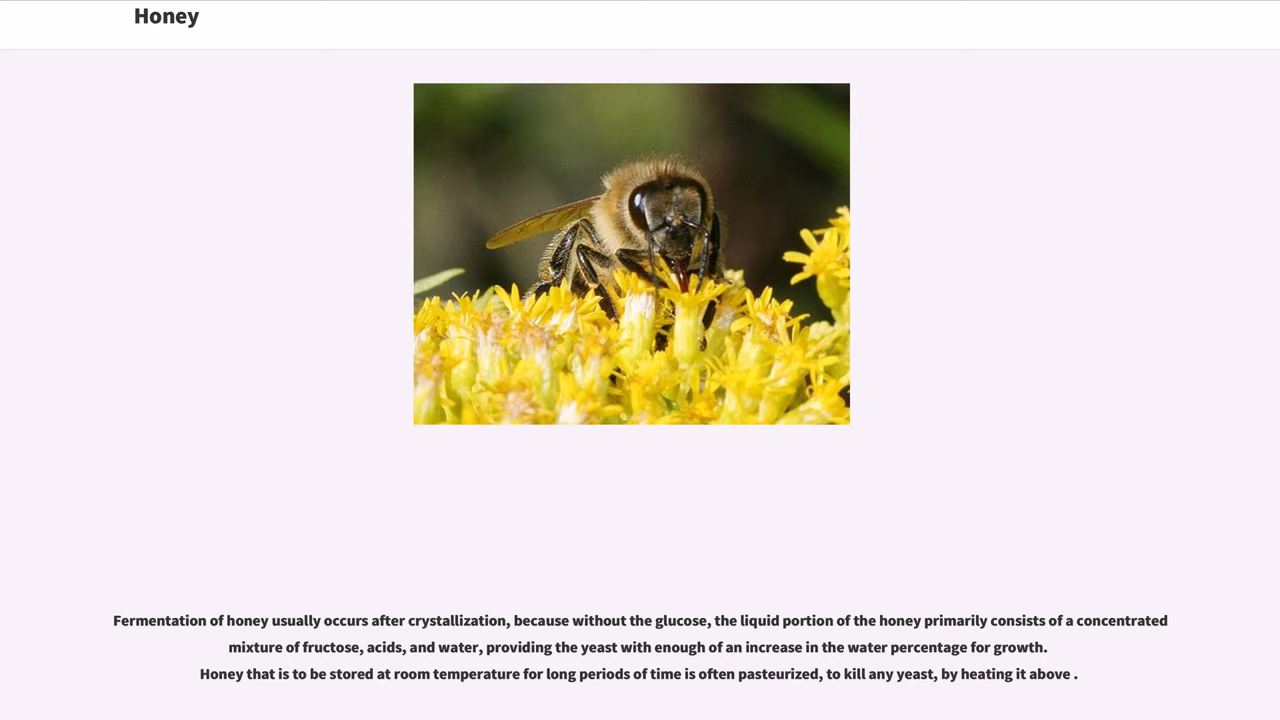 Honey
Fermentation of honey usually occurs after crystallization, because without the glucose, the liquid portion of the honey primarily consists of a concentrated
mixture of fructose, acids, and water, providing the yeast with enough of an increase in the water percentage for growth.
Honey that is to be stored at room temperature for long periods of time is often pasteurized, to kill any yeast, by heating it above .